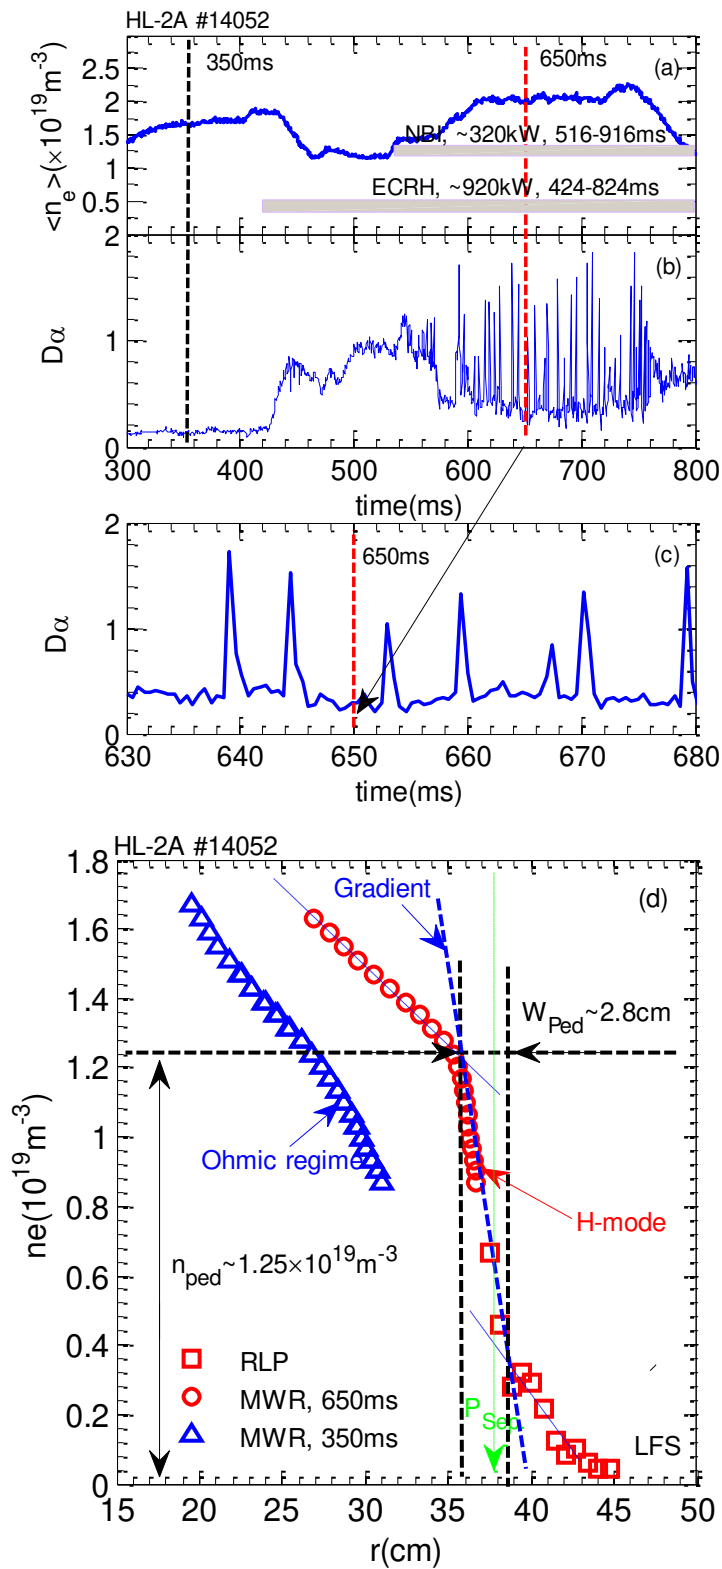 HL-2A #14052
350ms
650ms
(a)
<n_e>(×10^19m^-3)
2
1.5
1
0.5
NBI, ~320kW, 516-916ms
ECRH, ~920kW, 424-824ms
(b)
Dα
2
1
0
300 400 500 600 700 800
time(ms)
(c)
650ms
Dα
2
1
0
630 640 650 660 670 680
time(ms)
HL-2A #14052
(d)
ne(10^19m^-3)
1.8
1.6
1.4
1.2
1
0.8
0.6
0.4
0.2
0
Gradient
W_Ped~2.8cm
Ohmic regime
H-mode
n_ped~1.25×10^19m^-3
RLP
MWR, 650ms
MWR, 350ms
P_Sep.
LFS
15 20 25 30 35 40 45 50
r(cm)